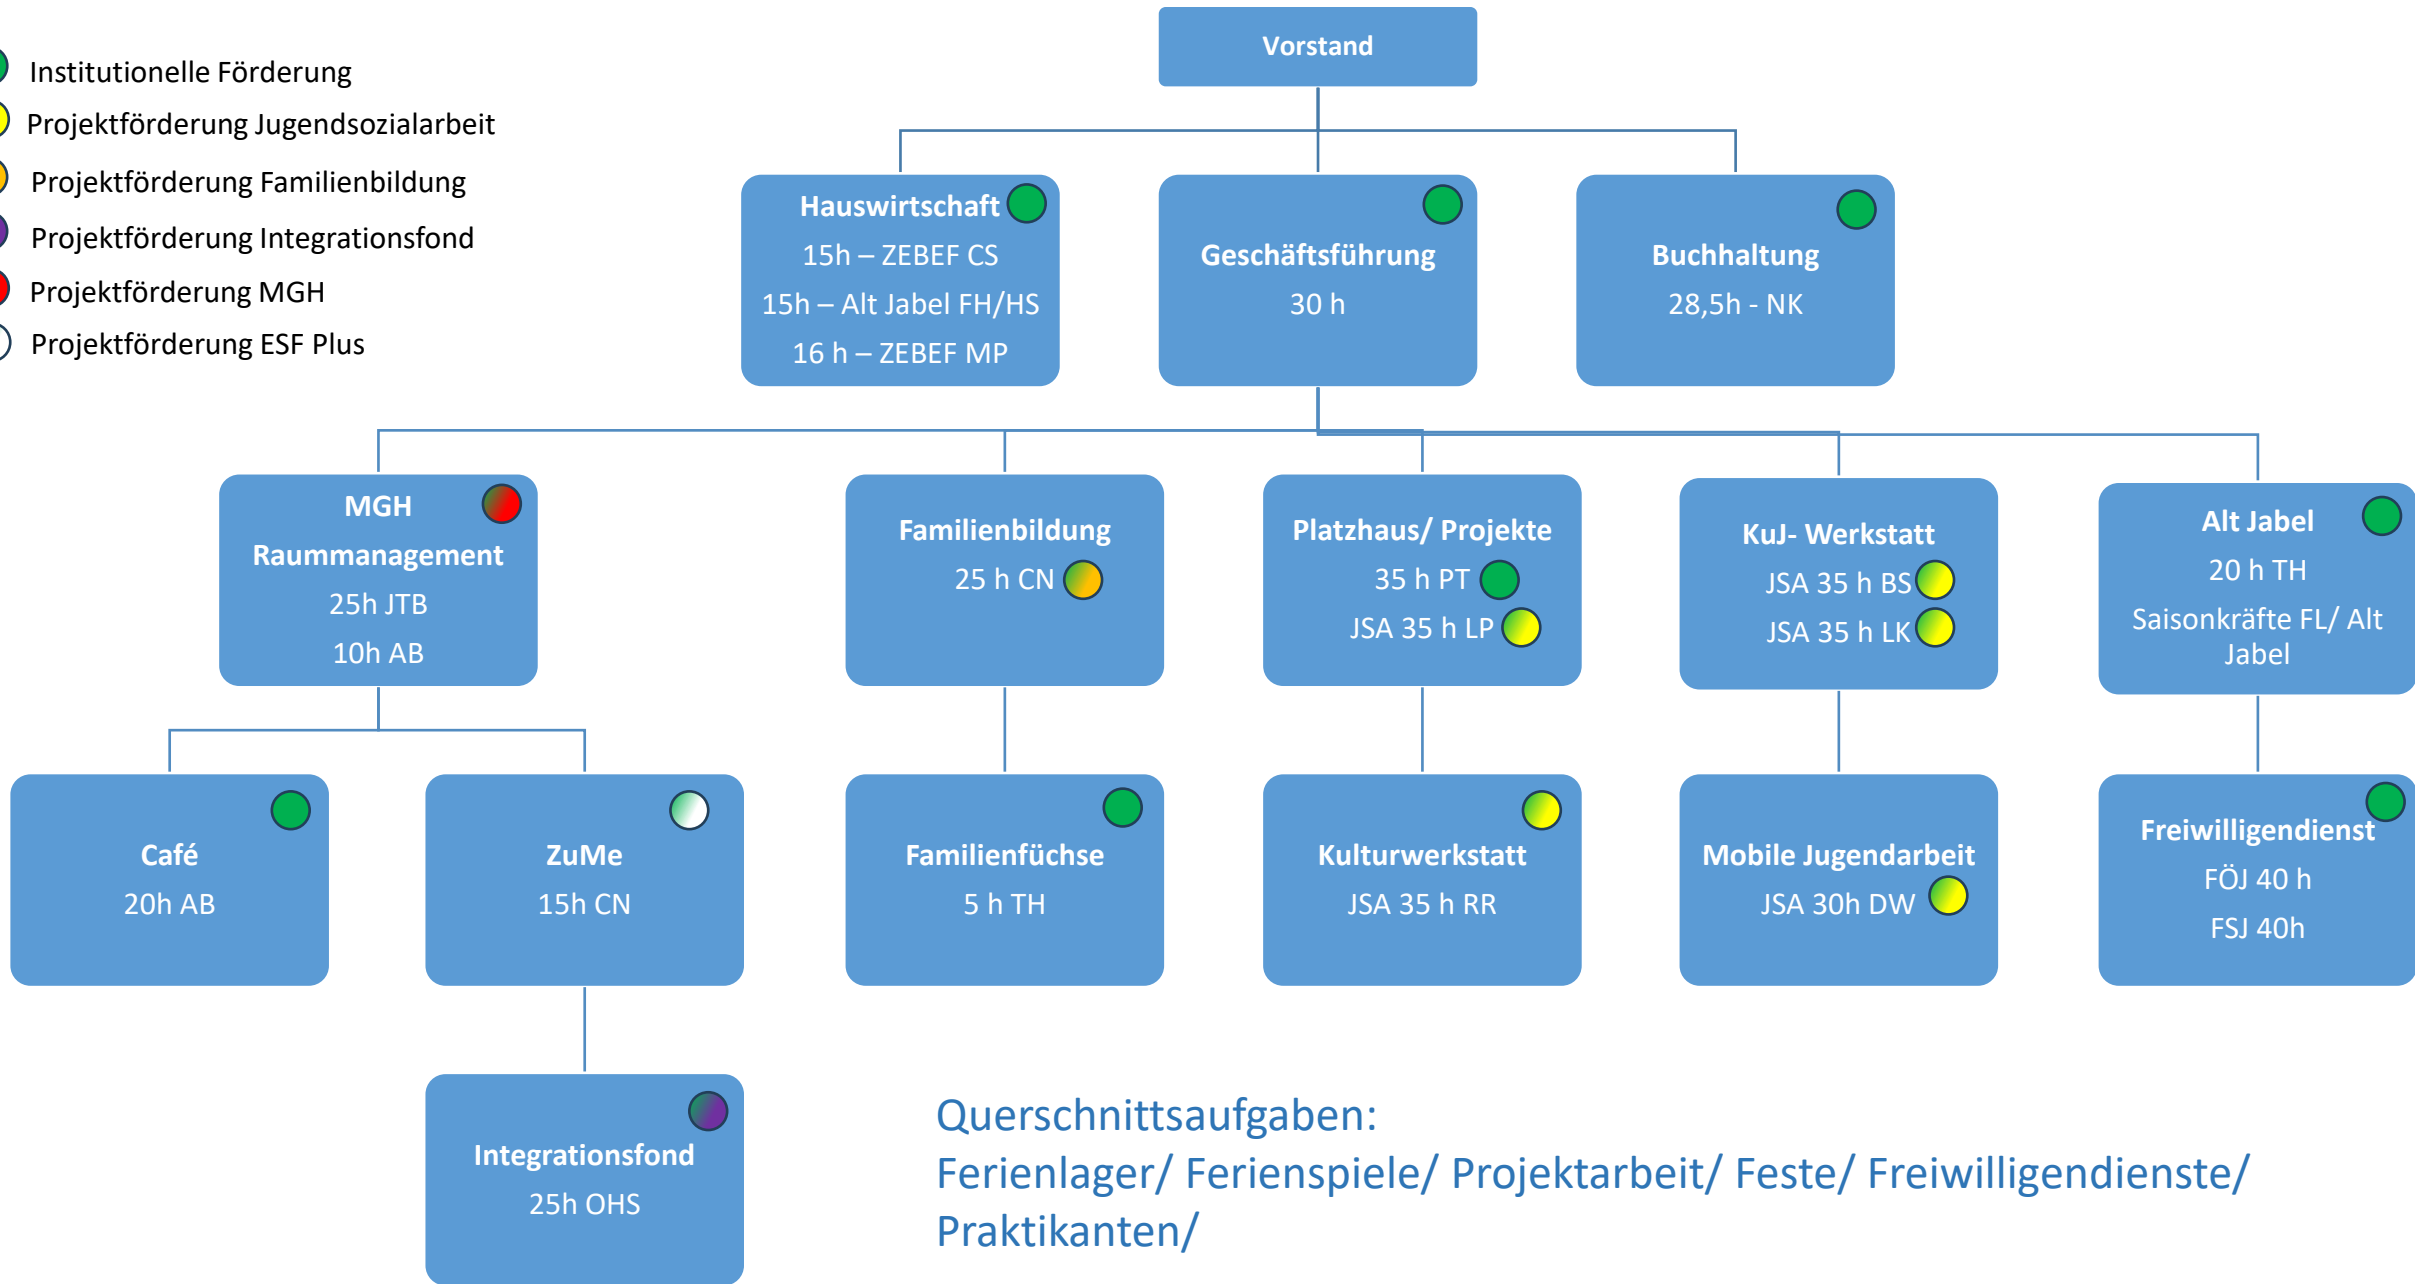 Vorstand
Institutionelle Förderung
Projektförderung Jugendsozialarbeit
Projektförderung Familienbildung
Projektförderung Integrationsfond
Projektförderung MGH
Projektförderung ESF Plus
Hauswirtschaft
15h – ZEBEF CS
15h – Alt Jabel FH/HS
16 h – ZEBEF MP
Geschäftsführung
30 h
Buchhaltung
28,5h - NK
MGH
Raummanagement
25h JTB
10h AB
Familienbildung
25 h CN
Platzhaus/ Projekte
35 h PT
JSA 35 h LP
KuJ- Werkstatt
JSA 35 h BS
JSA 35 h LK
Alt Jabel
20 h TH
Saisonkräfte FL/ Alt
Jabel
Café
20h AB
ZuMe
15h CN
Familienfüchse
5 h TH
Kulturwerkstatt
JSA 35 h RR
Mobile Jugendarbeit
JSA 30h DW
Freiwilligendienst
FÖJ 40 h
FSJ 40h
Integrationsfond
25h OHS
Querschnittsaufgaben:
Ferienlager/ Ferienspiele/ Projektarbeit/ Feste/ Freiwilligendienste/
Praktikanten/